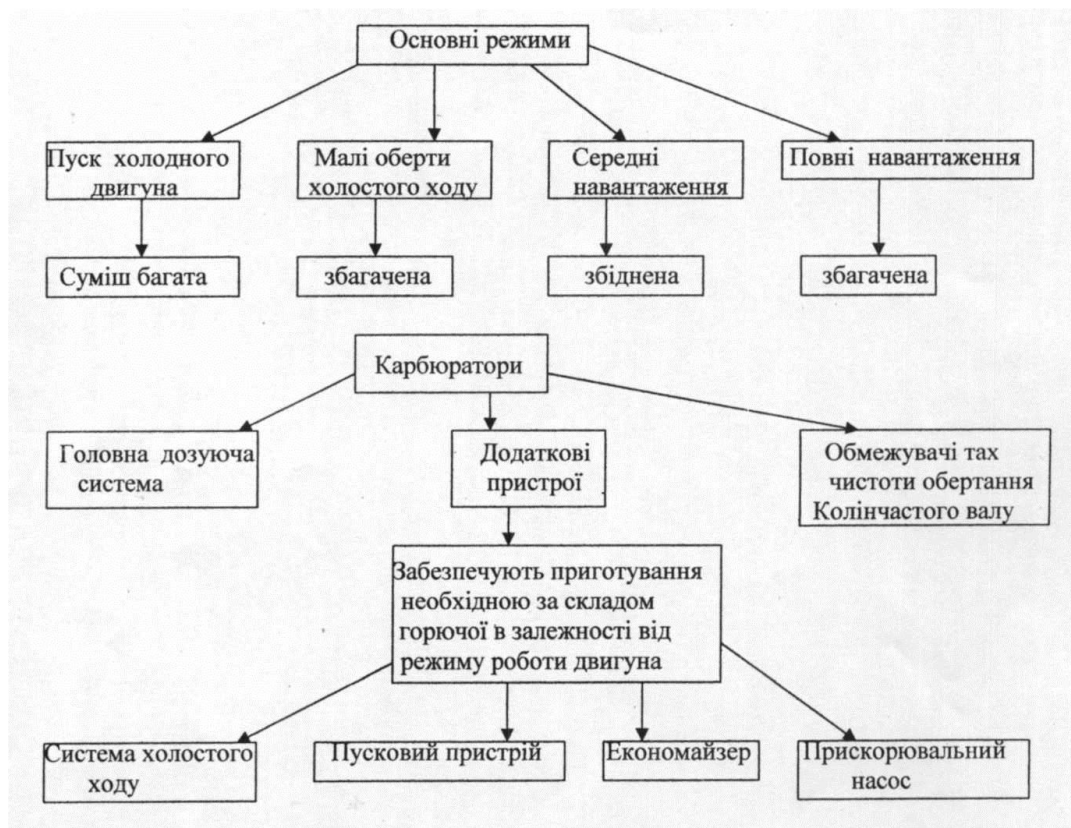 Основні режими
Пуск холодного
двигуна
Малі оберти
холостого ходу
Середні
навантаження
Повні навантаження
Суміш багата
збагачена
збіднена
збагачена
Карбюратори
Головна дозуюча
система
Додаткові
пристрої
Обмежувачі тах
чистоти обертання
Колінчастого валу
Забезпечують приготування
необхідною за складом
горючої в залежності від
режиму роботи двигуна
Система холостого
ходу
Пусковий пристрій
Економайзер
Прискорювальний
насос